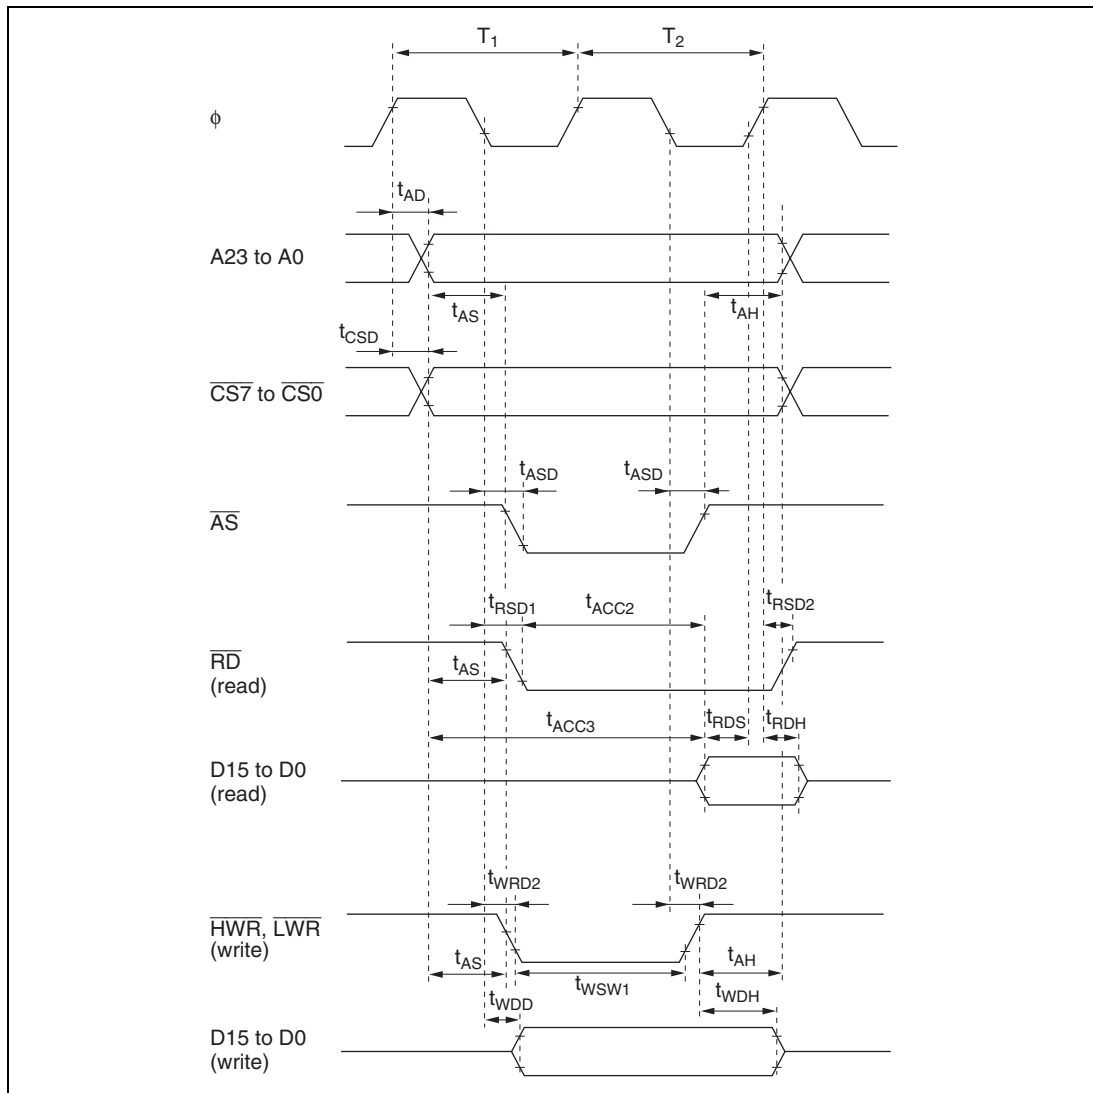 T1 T2
φ
tAD
A23 to A0
tAS tAH
tCSD
CS7 to CS0
tASD tASD
AS
tRSD1 tACC2 tRSD2
RD
(read)
tAS
tACC3 tRDS tRDH
D15 to D0
(read)
tWRD2 tWRD2
HWR, LWR
(write)
tAS tWSW1 tAH
tWDD tWDH
D15 to D0
(write)